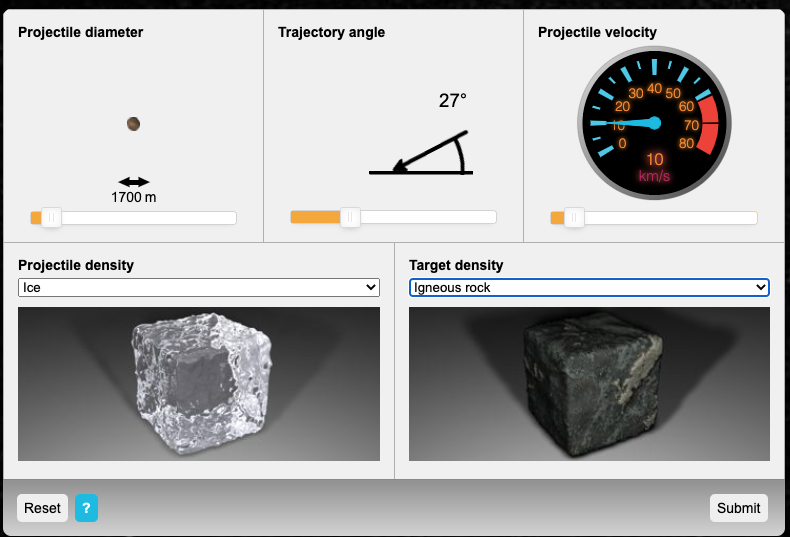 Projectile diameter
1700 m
Trajectory angle
27°
Projectile velocity
0
10
20
30
40
50
60
70
80
10
km/s
Projectile density
Ice
Target density
Igneous rock
Reset
?
Submit